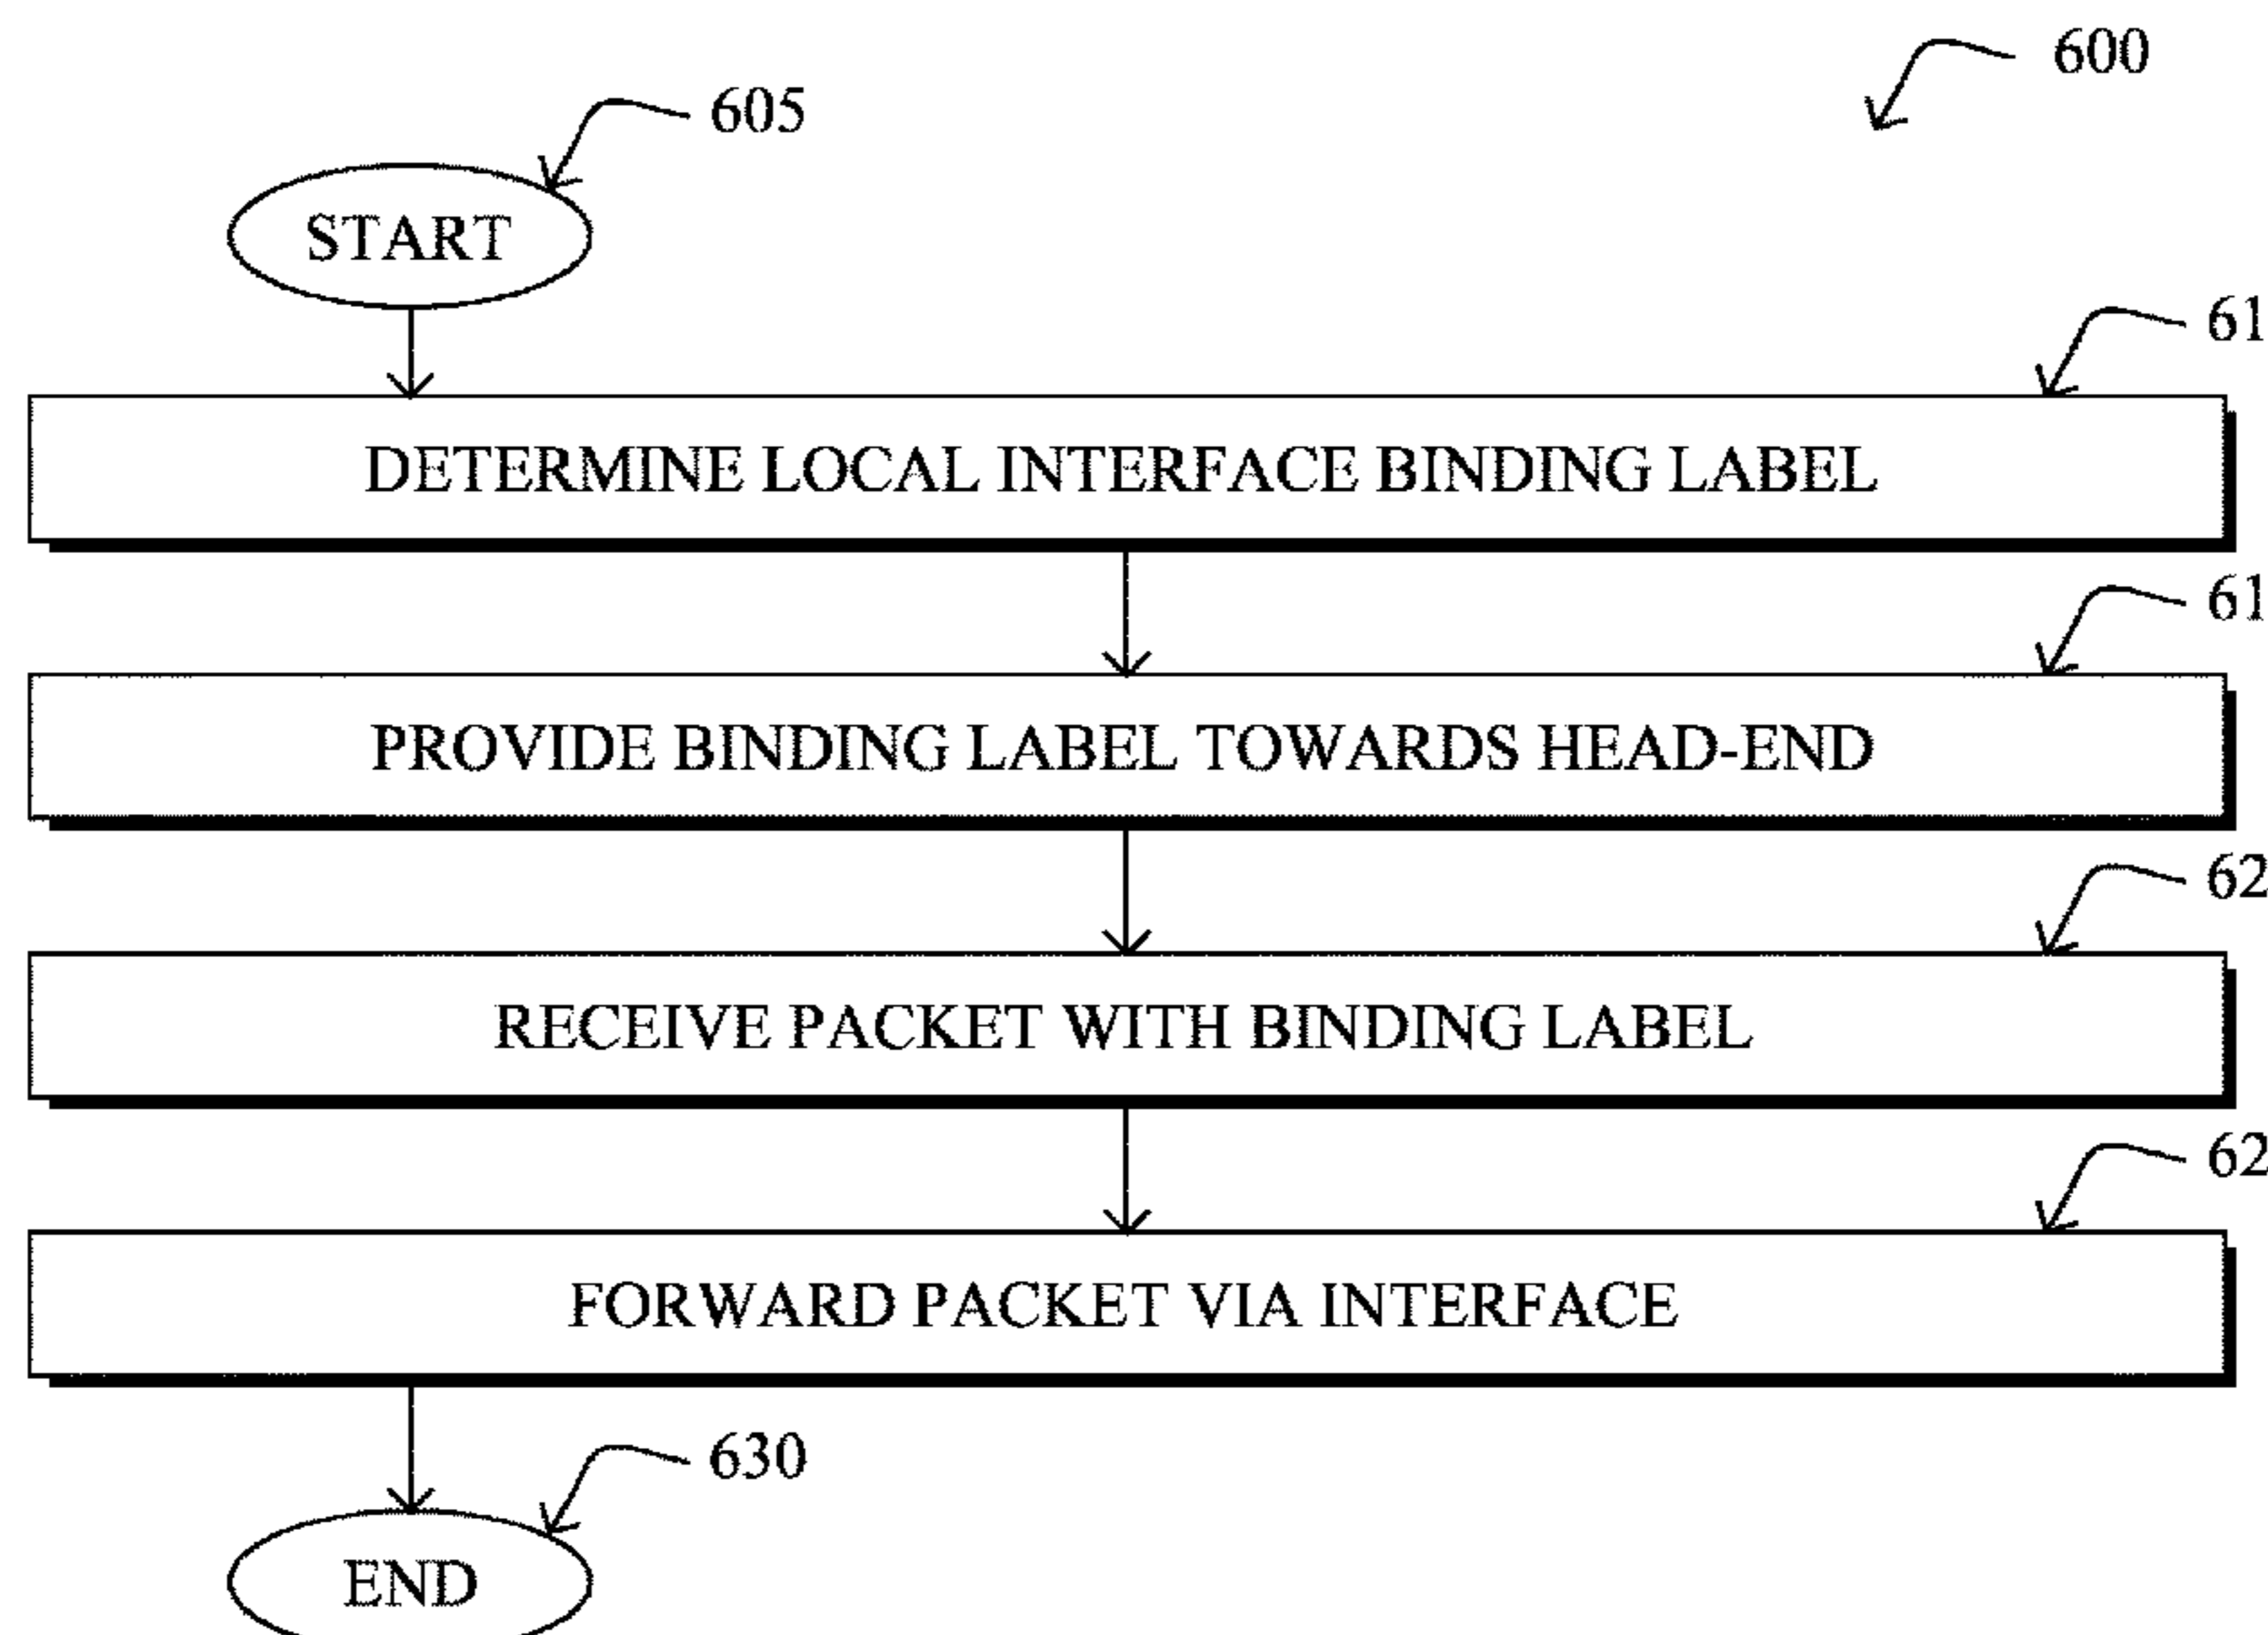 600
605
START
61
DETERMINE LOCAL INTERFACE BINDING LABEL
61
PROVIDE BINDING LABEL TOWARDS HEAD-END
62
RECEIVE PACKET WITH BINDING LABEL
62
FORWARD PACKET VIA INTERFACE
630
END